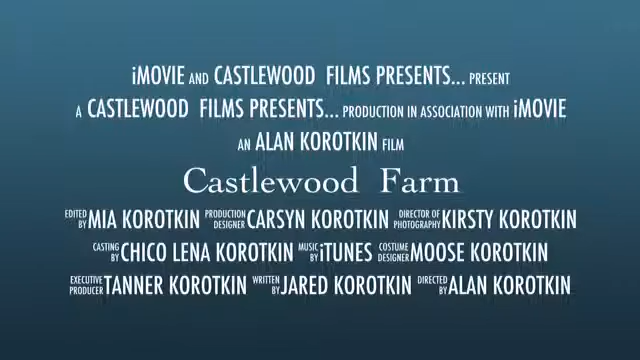 iMOVIE AND CASTLEWOOD FILMS PRESENTS... PRESENT
A CASTLEWOOD FILMS PRESENTS... PRODUCTION IN ASSOCIATION WITH iMOVIE
AN ALAN KOROTKIN FILM
Castlewood Farm
EDITED BY MIA KOROTKIN PRODUCTION DESIGNER CARSYN KOROTKIN DIRECTOR OF PHOTOGRAPHY KIRSTY KOROTKIN
CASTING BY CHICO LENA KOROTKIN MUSIC BY iTUNES COSTUME DESIGNER MOOSE KOROTKIN
EXECUTIVE PRODUCER TANNER KOROTKIN WRITTEN BY JARED KOROTKIN DIRECTED BY ALAN KOROTKIN